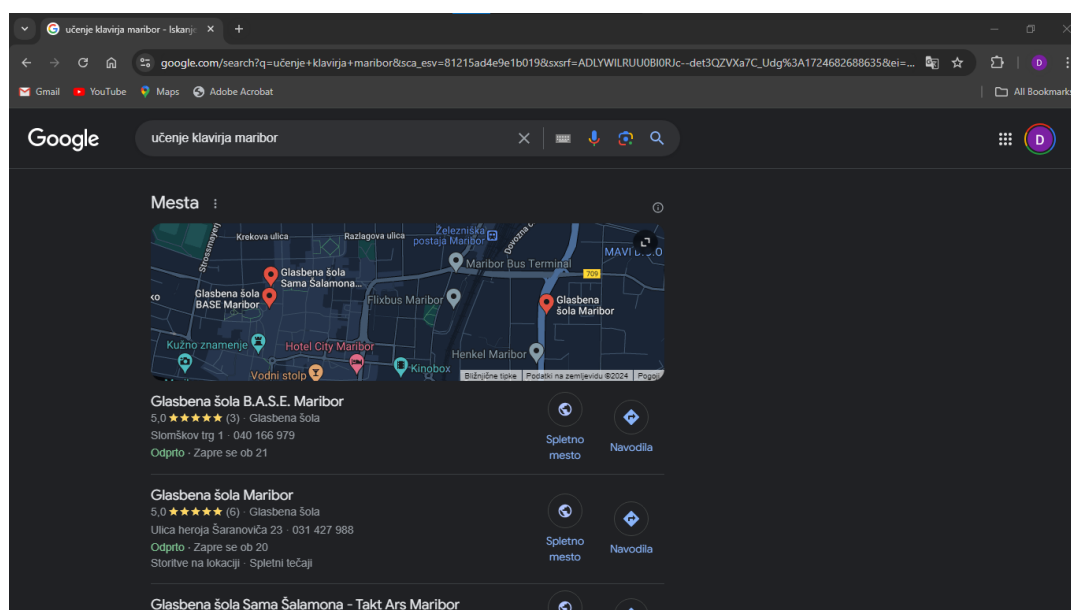 učenje klavirja maribor - Iskanje
google.com/search?q=učenje+klavirja+maribor&sca_esv=81215ad4e9e1b019&sxsrf=ADLYWILRUU0BI0RJc--det3QZVXa7C_Udg%3A1724682688635&ei=...
D
Gmail
YouTube
Maps
Adobe Acrobat
All Bookmarks
Google
učenje klavirja maribor
D
Mesta
Strossmayer
Krekova ulica
Razlagova ulica
Železniška
postaja Maribor
Dovozna c
MAVI D.O.O
Maribor Bus Terminal
709
Glasbena šola
Sama Šalamona...
Glasbena šola
BASE Maribor
Flixbus Maribor
Glasbena
šola Maribor
Kužno znamenje
Hotel City Maribor
Henkel Maribor
Vodni stolp
Kinobox
Bližnjične tipke
Podatki na zemljevidu ©2024
Pogoji
Glasbena šola B.A.S.E. Maribor
5,0 ★★★★★ (3) · Glasbena šola
Slomškov trg 1 · 040 166 979
Odprto · Zapre se ob 21
Spletno
mesto
Navodila
Glasbena šola Maribor
5,0 ★★★★★ (6) · Glasbena šola
Ulica heroja Šaranoviča 23 · 031 427 988
Odprto · Zapre se ob 20
Storitve na lokaciji · Spletni tečaji
Spletno
mesto
Navodila
Glasbena šola Sama Šalamona - Takt Ars Maribor